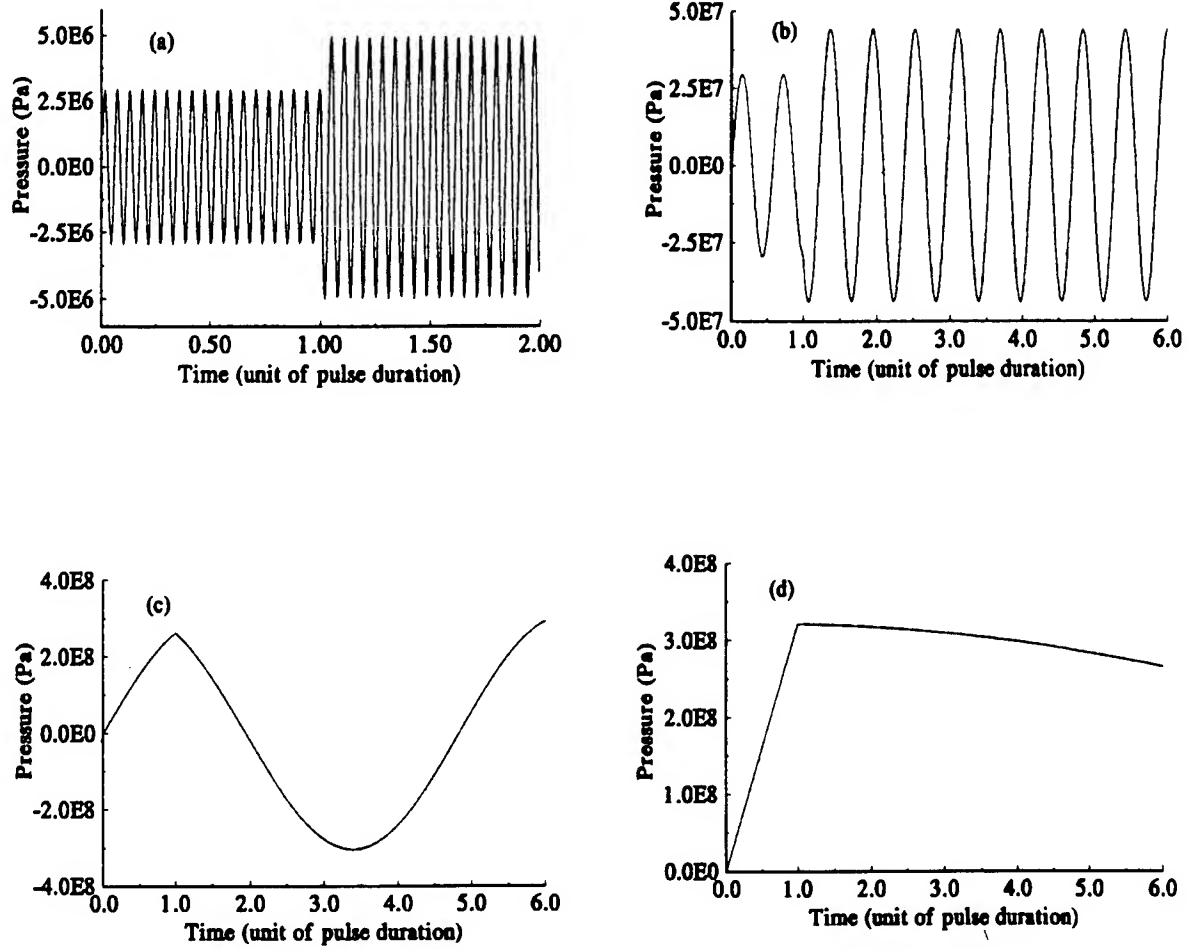 (a)
5.0E6
2.5E6
0.0E0
-2.5E6
-5.0E6
Pressure (Pa)
0.00 0.50 1.00 1.50 2.00
Time (unit of pulse duration)
(b)
5.0E7
2.5E7
0.0E0
-2.5E7
-5.0E7
Pressure (Pa)
0.0 1.0 2.0 3.0 4.0 5.0 6.0
Time (unit of pulse duration)
(c)
4.0E8
2.0E8
0.0E0
-2.0E8
-4.0E8
Pressure (Pa)
0.0 1.0 2.0 3.0 4.0 5.0 6.0
Time (unit of pulse duration)
(d)
4.0E8
3.0E8
2.0E8
1.0E8
0.0E0
Pressure (Pa)
0.0 1.0 2.0 3.0 4.0 5.0 6.0
Time (unit of pulse duration)